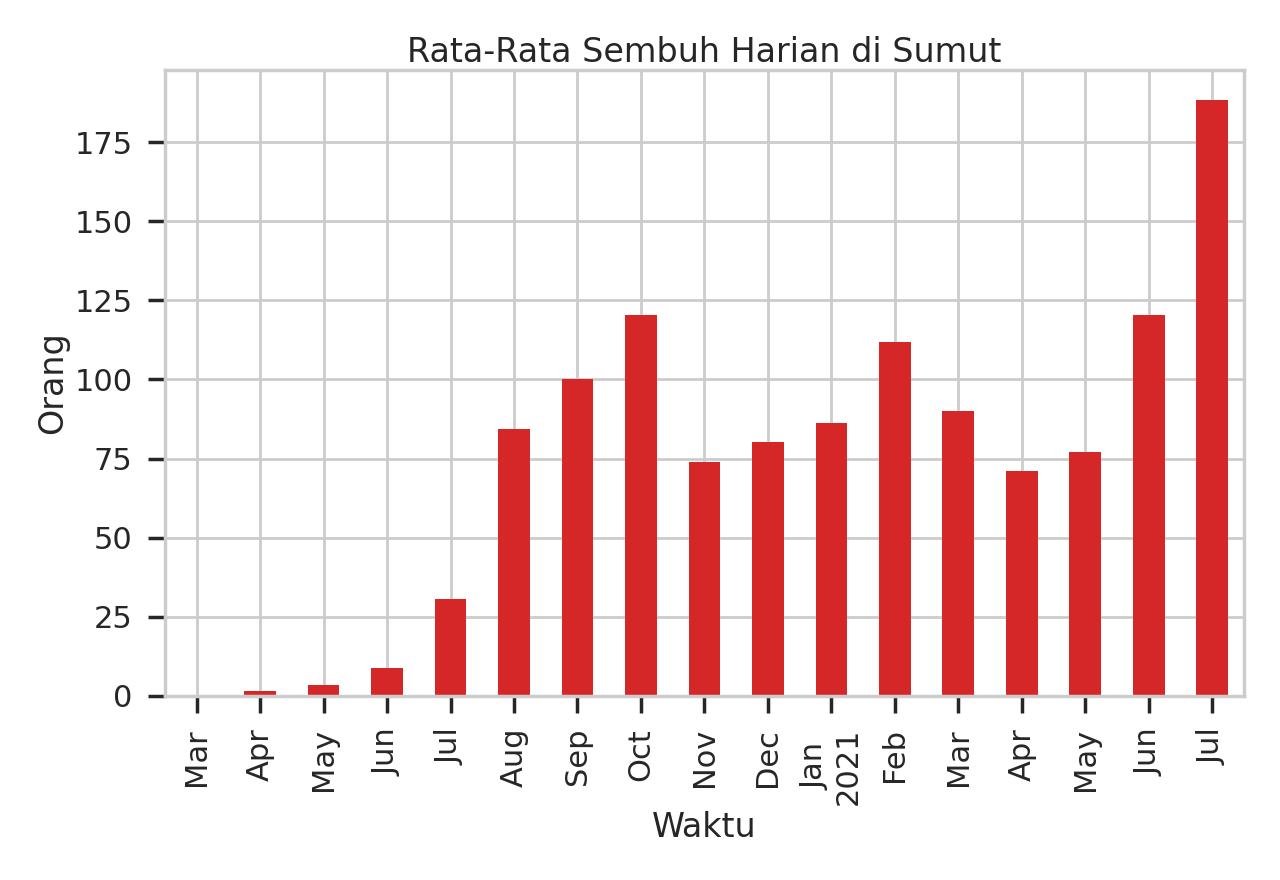 Rata-Rata Sembuh Harian di Sumut
175
150
125
100
75
50
25
0
Orang
Mar
Apr
May
Jun
Jul
Aug
Sep
Oct
Nov
Dec
Jan
2021
Feb
Mar
Apr
May
Jun
Jul
Waktu